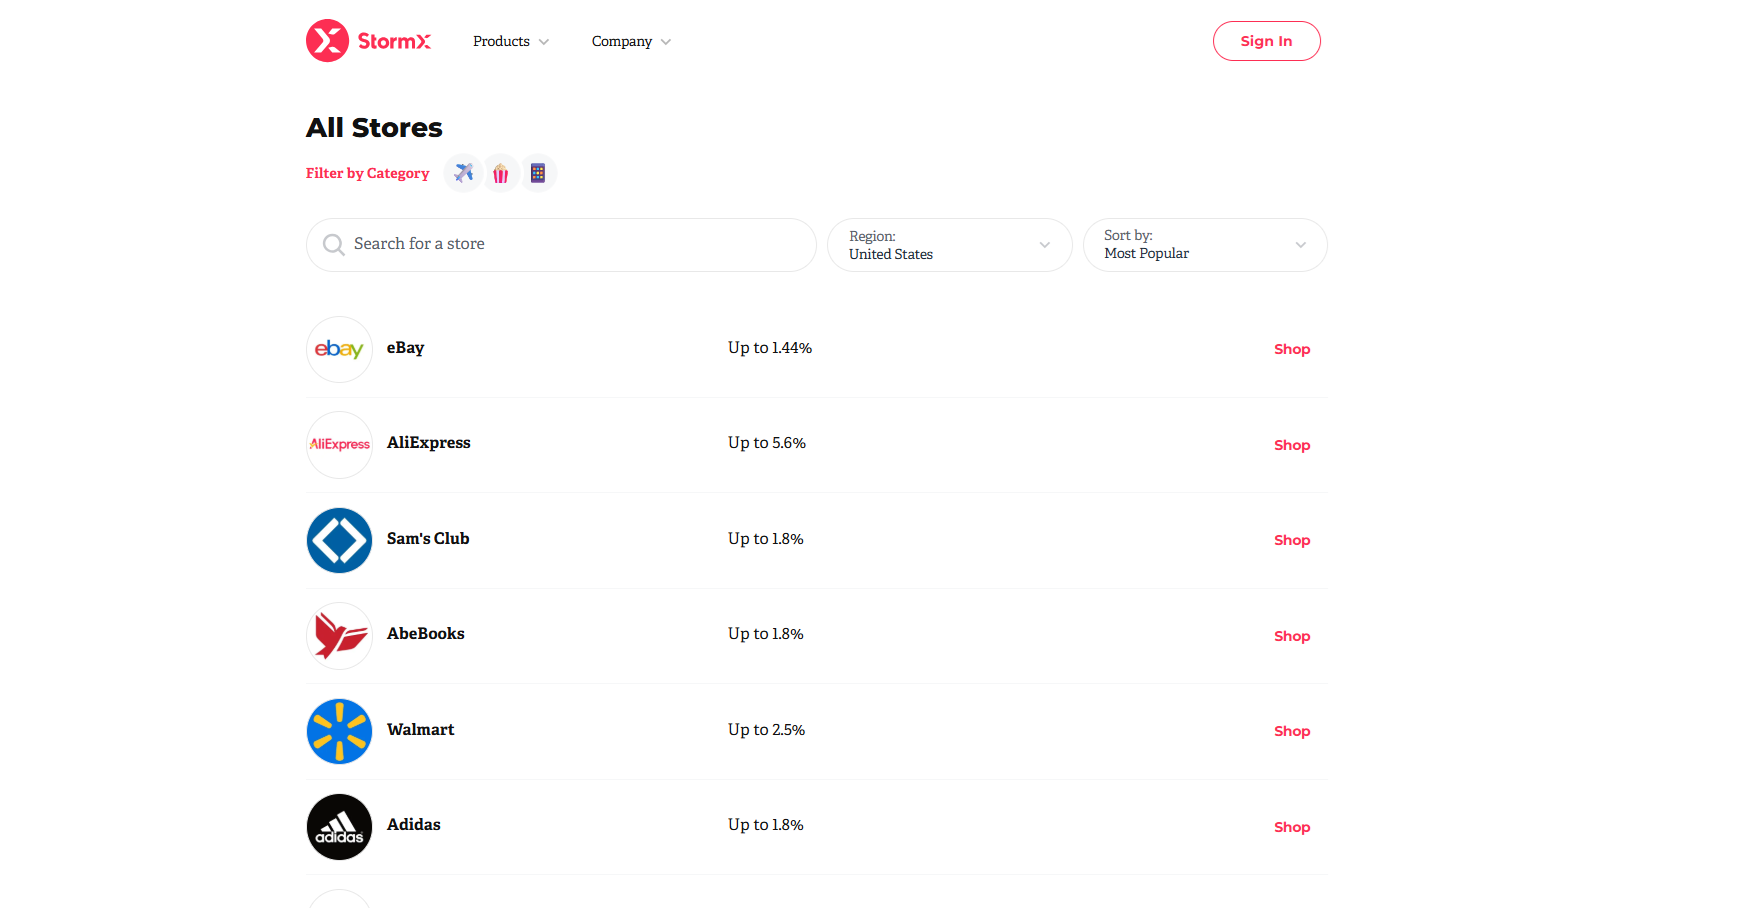 StormX
Products
Company
Sign In
All Stores
Filter by Category
Search for a store
Region:
United States
Sort by:
Most Popular
ebay
eBay
Up to 1.44%
Shop
AliExpress
AliExpress
Up to 5.6%
Shop
Sam's Club
Up to 1.8%
Shop
AbeBooks
Up to 1.8%
Shop
Walmart
Up to 2.5%
Shop
adidas
Adidas
Up to 1.8%
Shop